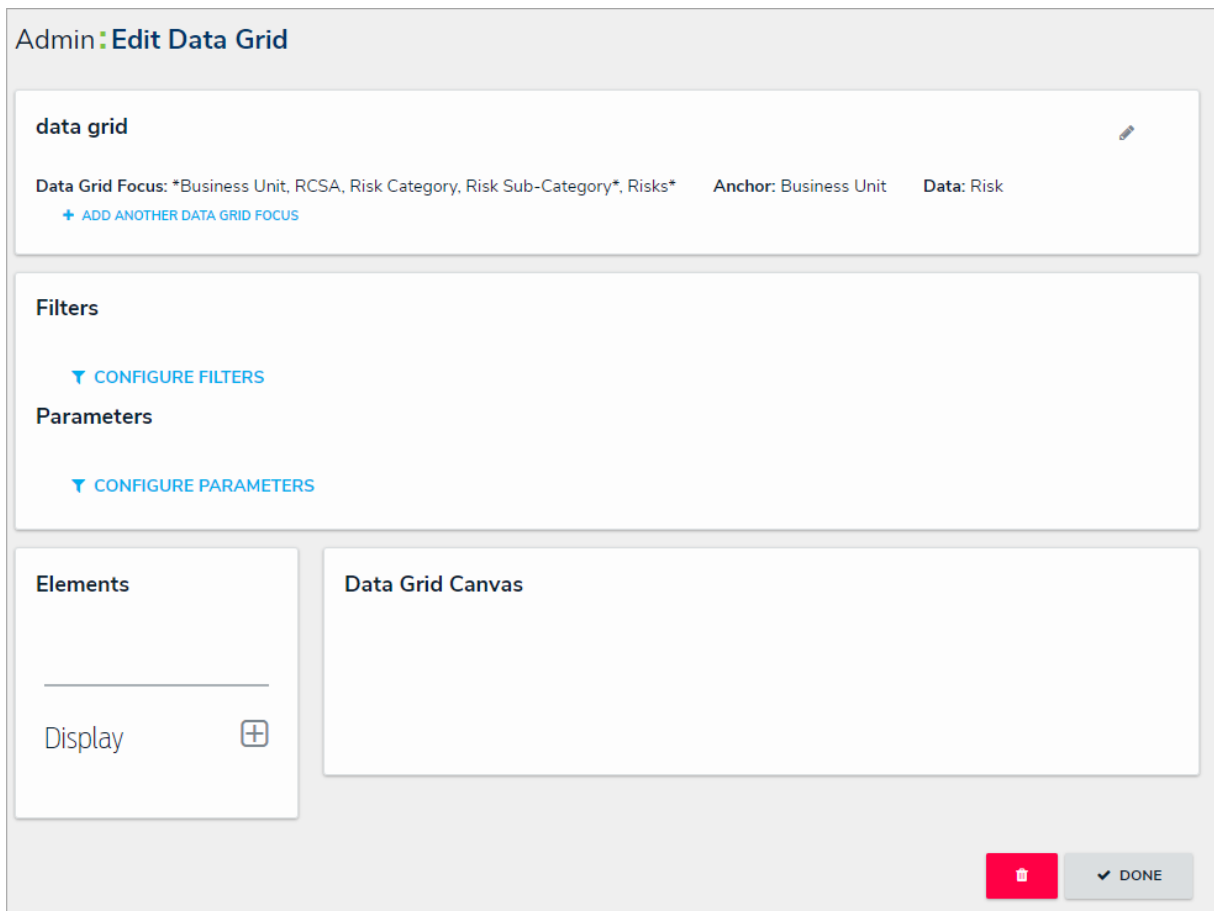 Admin:Edit Data Grid
data grid
Data Grid Focus: *Business Unit, RCSA, Risk Category, Risk Sub-Category*, Risks* Anchor: Business Unit Data: Risk
+ ADD ANOTHER DATA GRID FOCUS
Filters
CONFIGURE FILTERS
Parameters
CONFIGURE PARAMETERS
Elements
Data Grid Canvas
Display
DONE